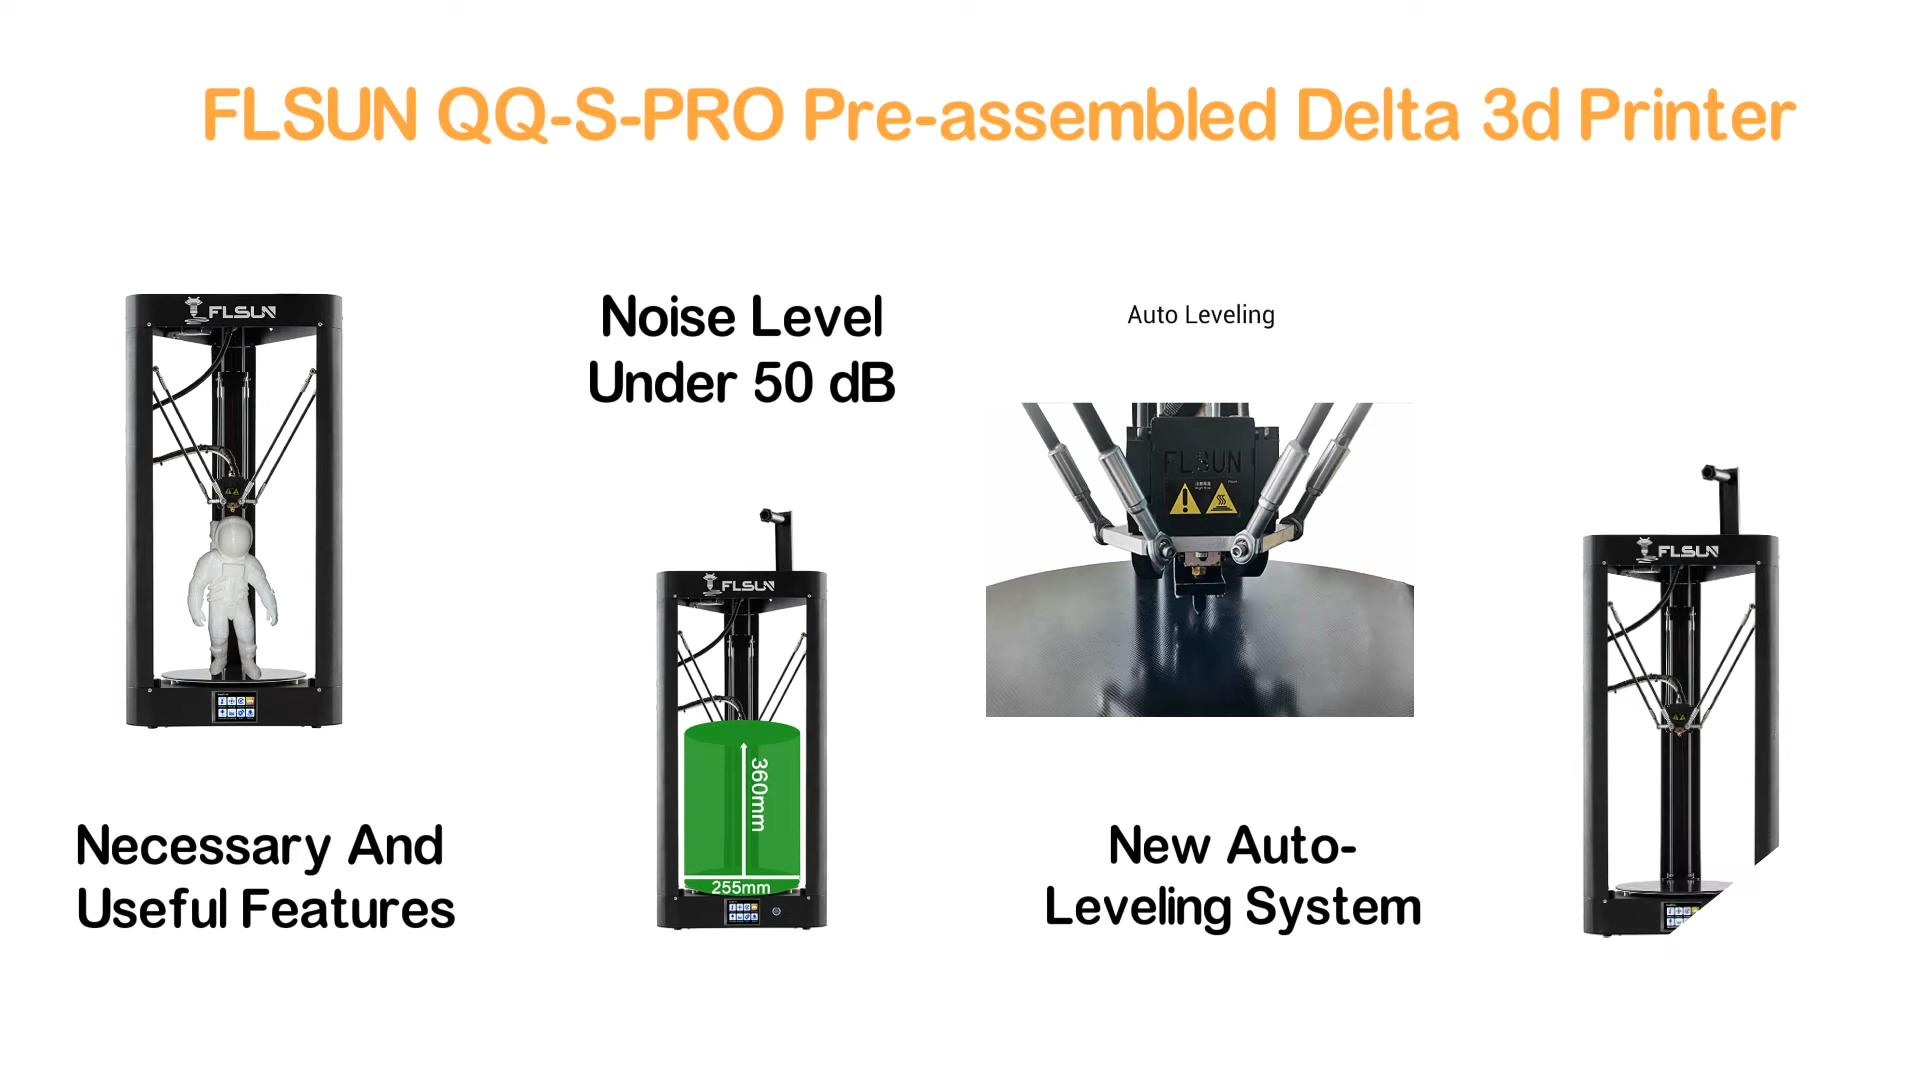 FLSUN QQ-S-PRO Pre-assembled Delta 3d Printer
FLSUN
Necessary And
Useful Features
Noise Level
Under 50 dB
FLSUN
360mm
255mm
Auto Leveling
FLSUN
New Auto-
Leveling System
FLSUN